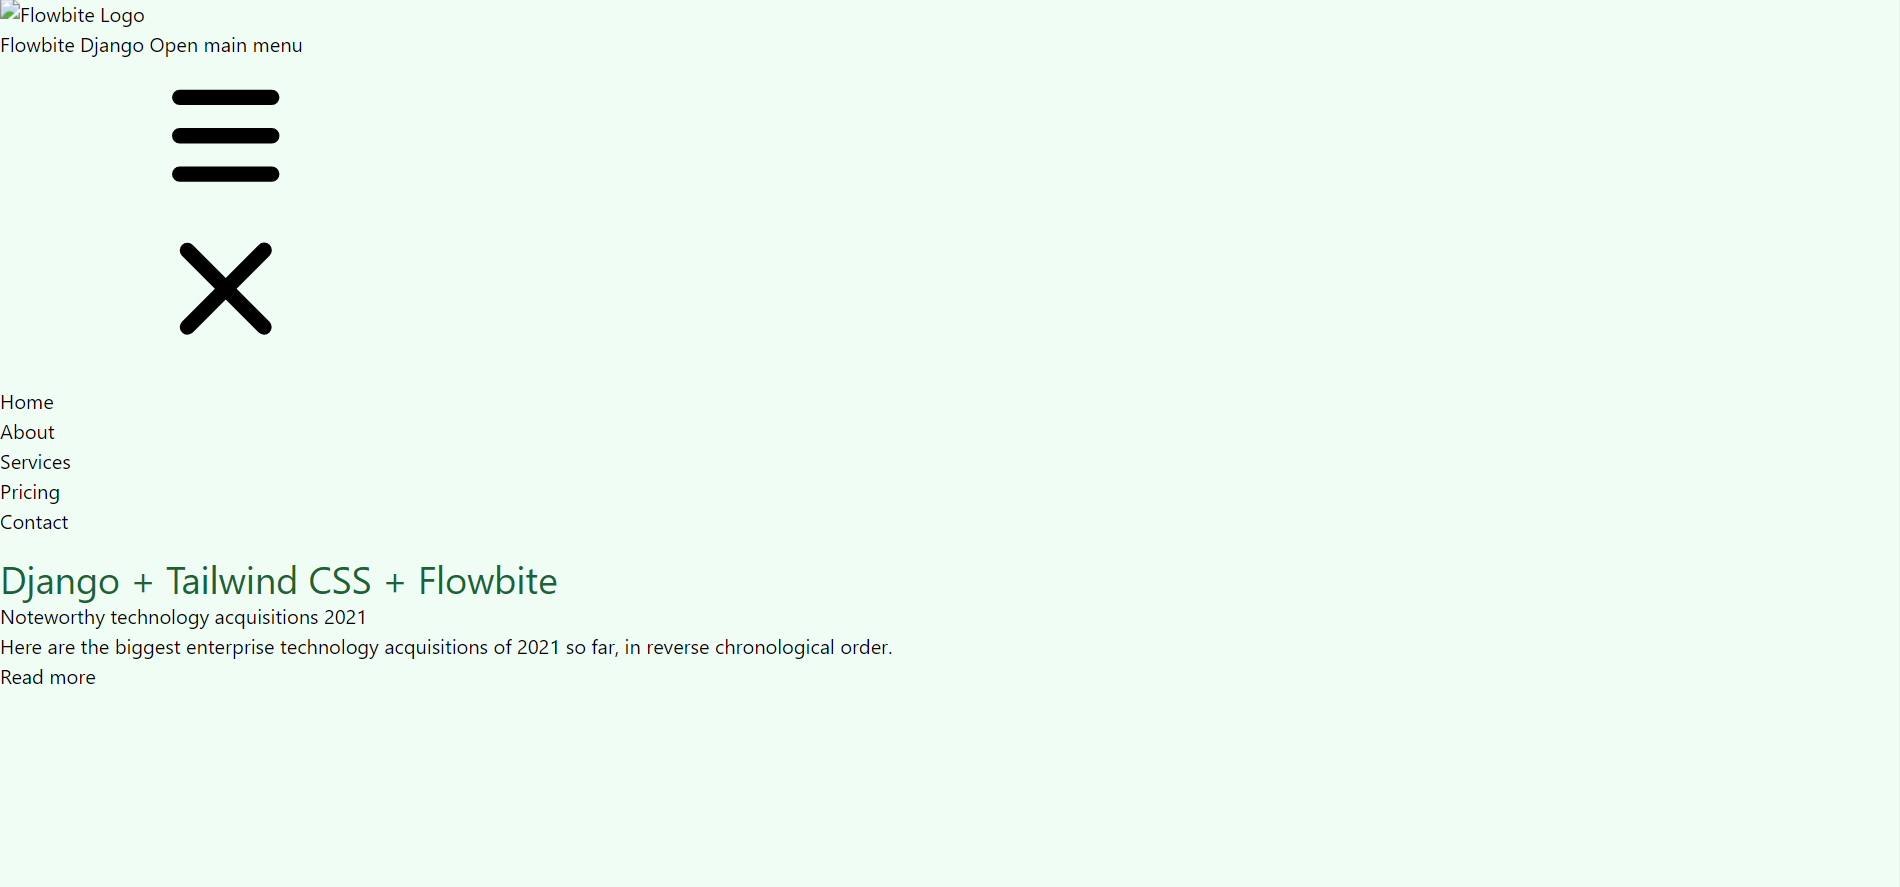 Flowbite Logo
Flowbite Django Open main menu
Home
About
Services
Pricing
Contact
Django + Tailwind CSS + Flowbite
Noteworthy technology acquisitions 2021
Here are the biggest enterprise technology acquisitions of 2021 so far, in reverse chronological order.
Read more